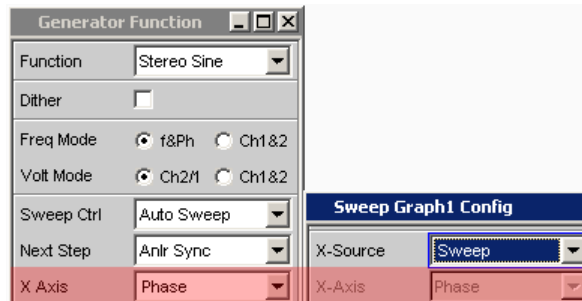 Generator Function
Function Stereo Sine
Dither
Freq Mode f&Ph Ch1&2
Volt Mode Ch2/1 Ch1&2
Sweep Ctrl Auto Sweep
Next Step Anlr Sync
X Axis Phase
Sweep Graph1 Config
X-Source Sweep
X-Axis Phase